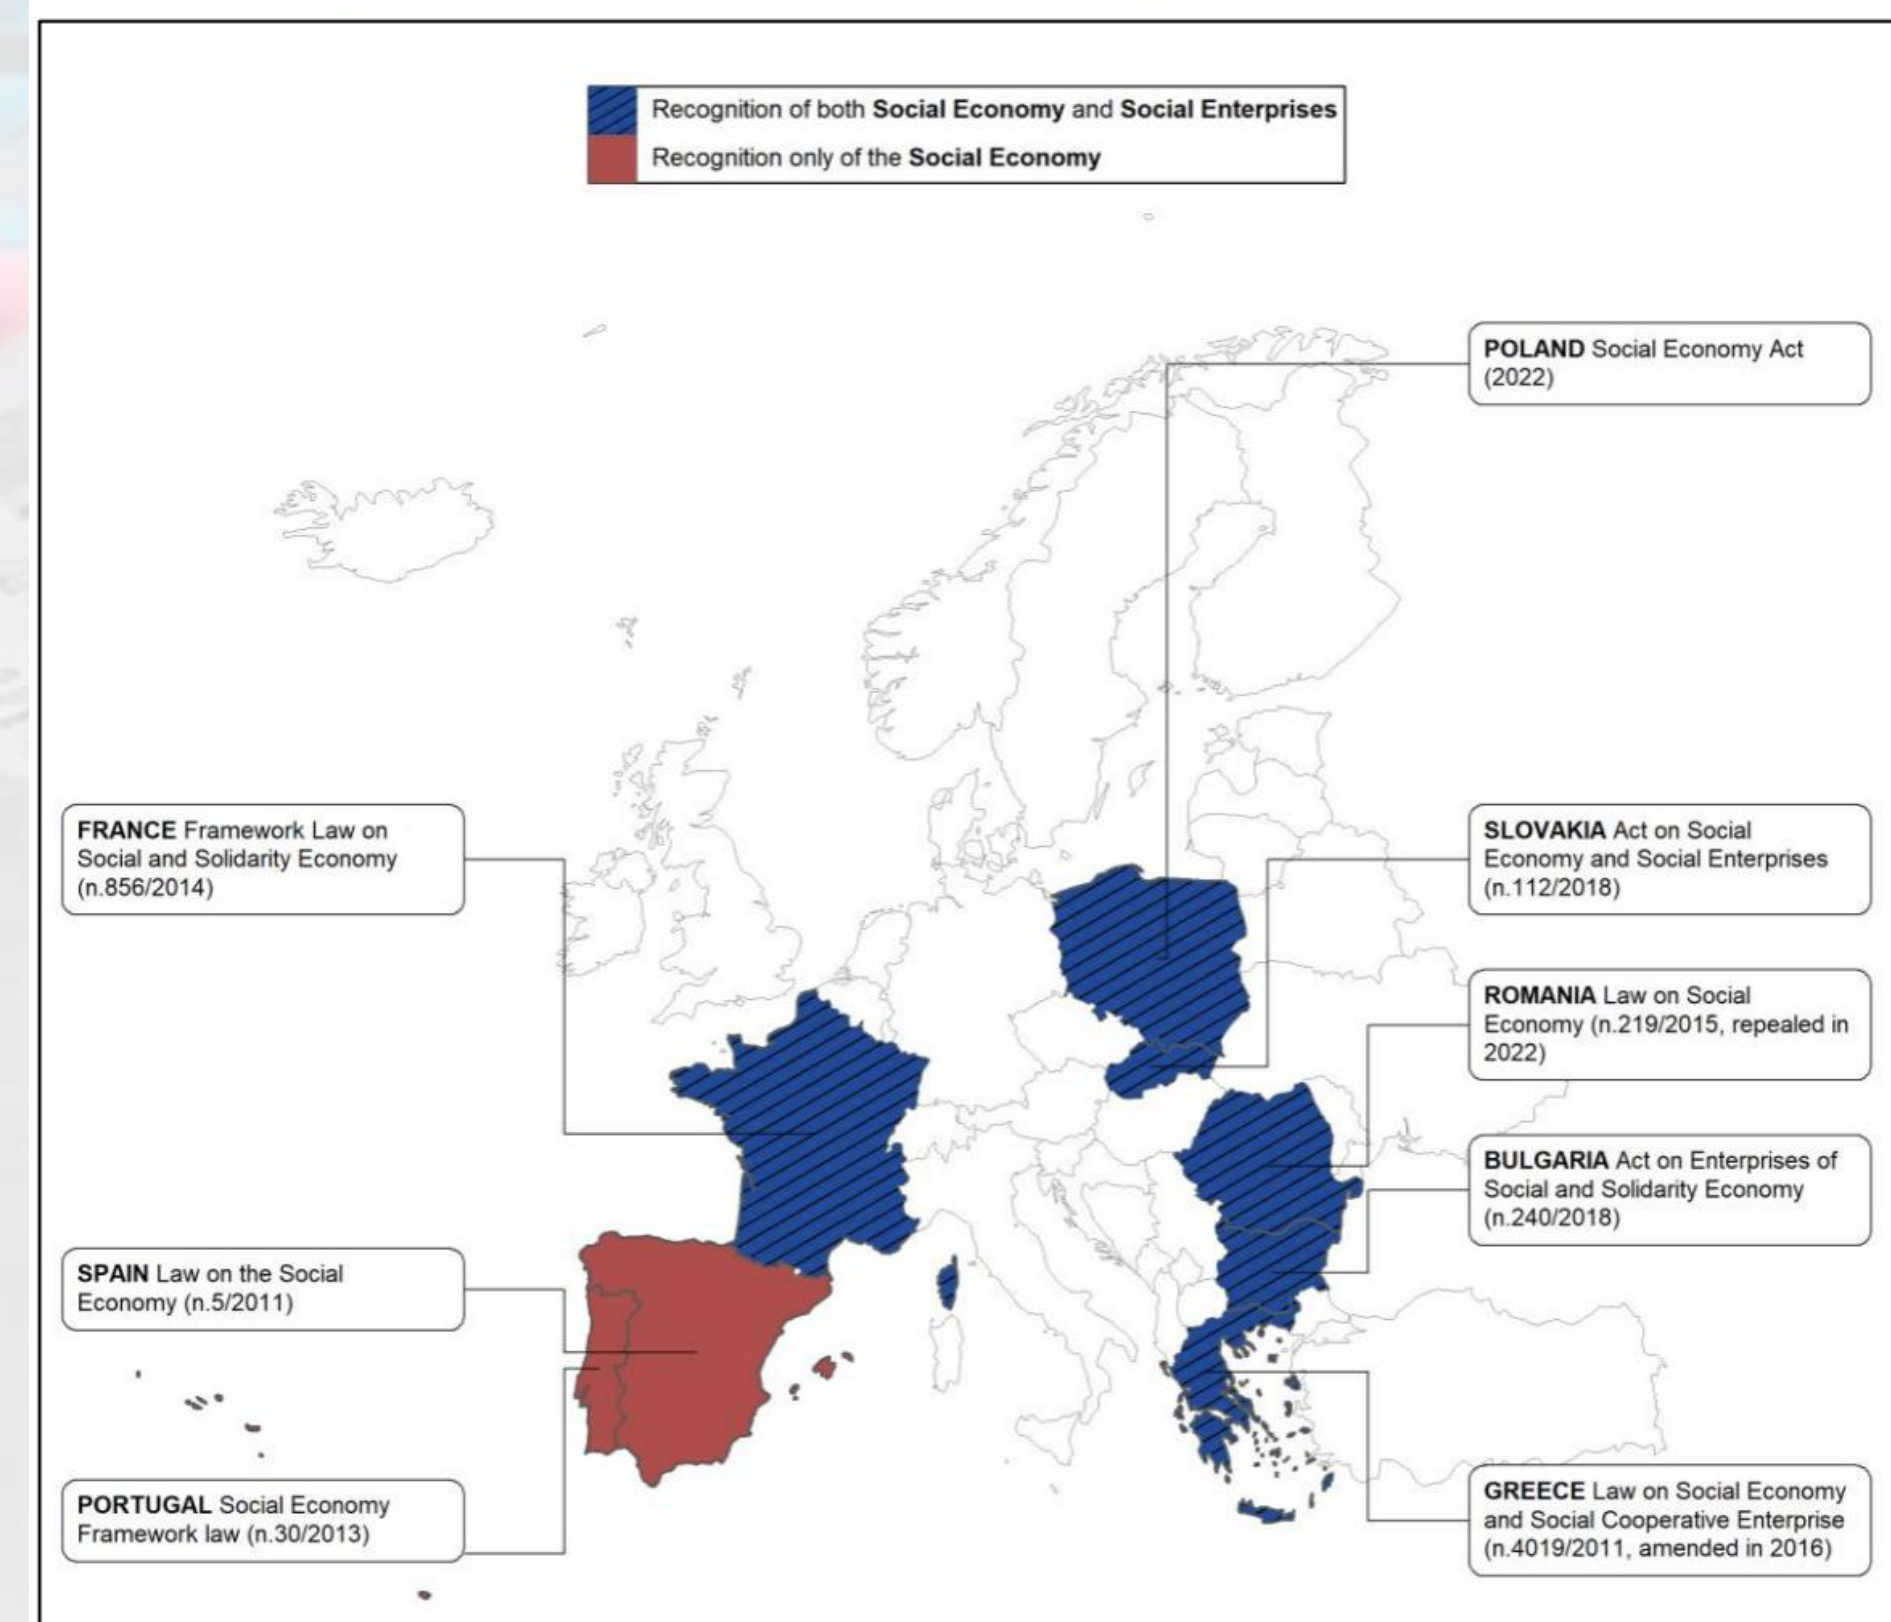 Recognition of both Social Economy and Social Enterprises
Recognition only of the Social Economy
POLAND Social Economy Act
(2022)
FRANCE Framework Law on
Social and Solidarity Economy
(n.856/2014)
SLOVAKIA Act on Social
Economy and Social Enterprises
(n.112/2018)
ROMANIA Law on Social
Economy (n.219/2015, repealed in
2022)
BULGARIA Act on Enterprises of
Social and Solidarity Economy
(n.240/2018)
SPAIN Law on the Social
Economy (n.5/2011)
PORTUGAL Social Economy
Framework law (n.30/2013)
GREECE Law on Social Economy
and Social Cooperative Enterprise
(n.4019/2011, amended in 2016)